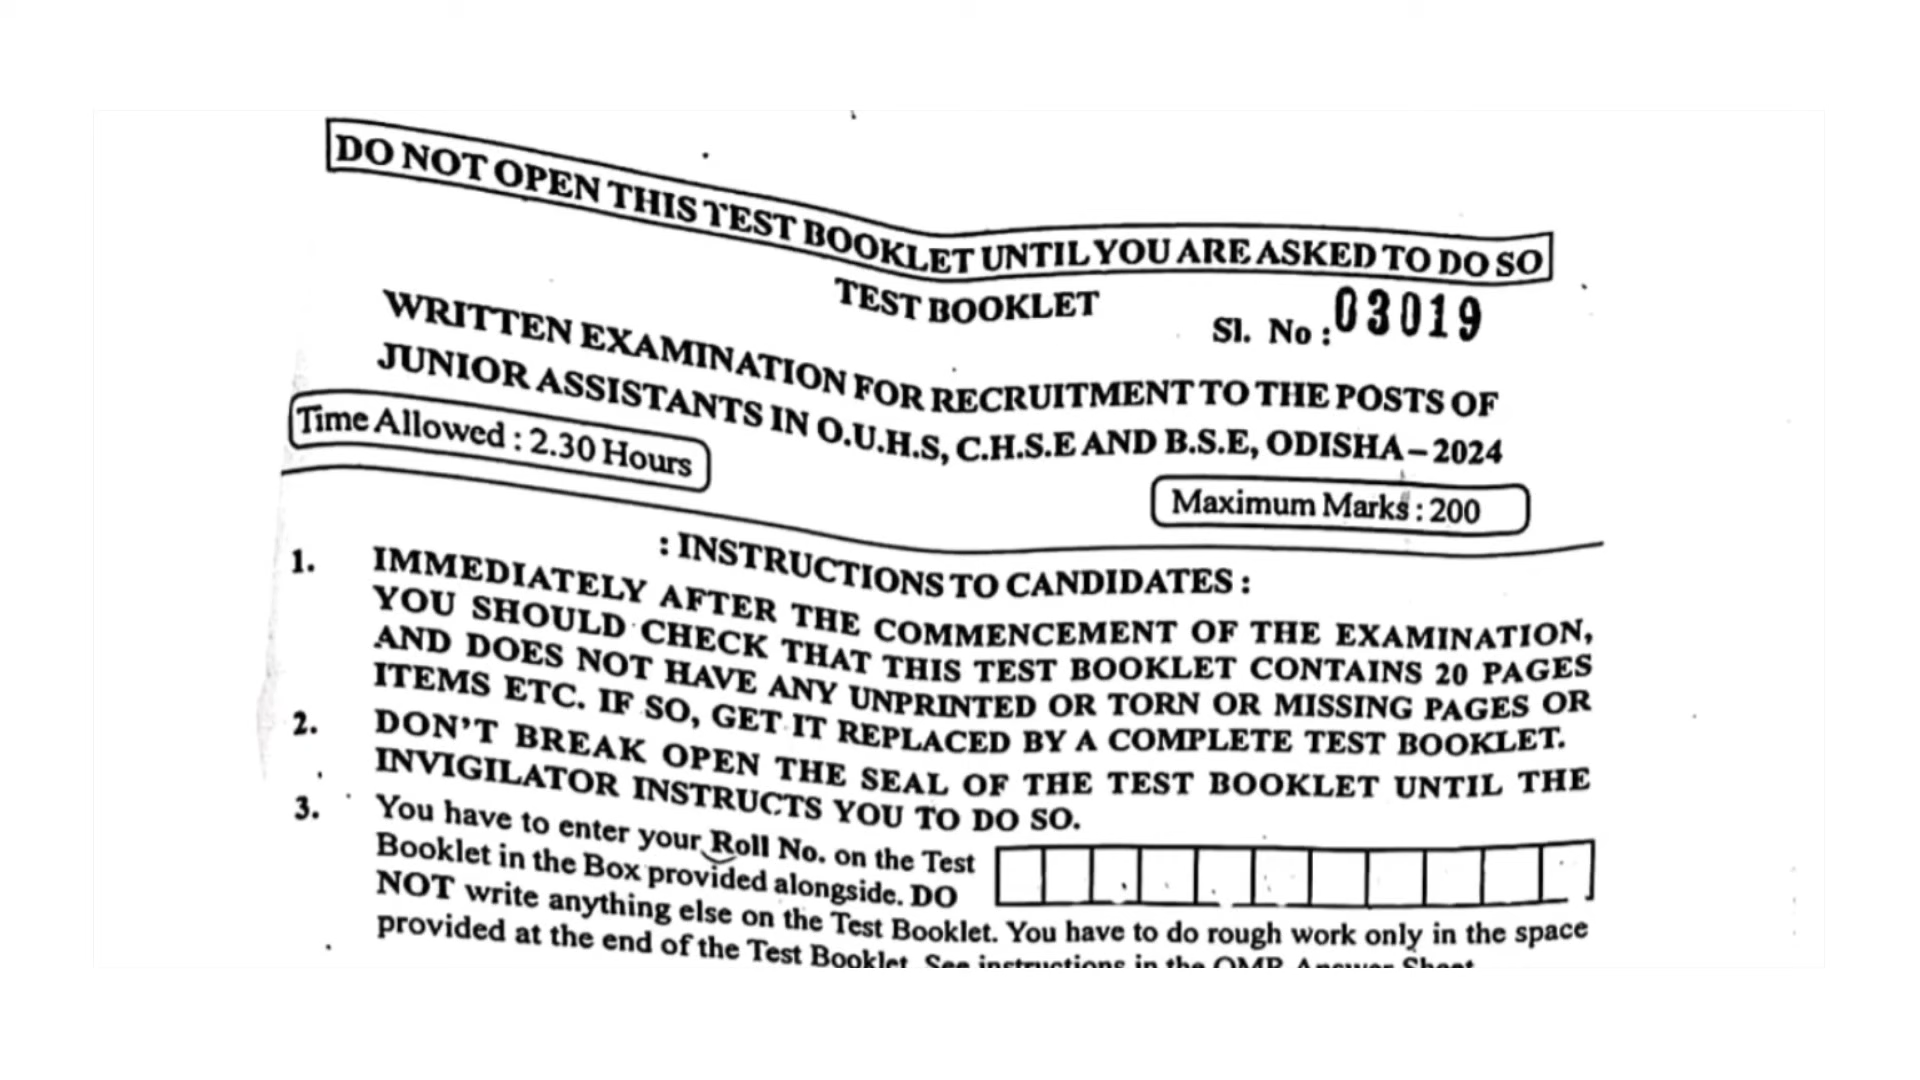 DO NOT OPEN THIS TEST BOOKLET UNTIL YOU ARE ASKED TO DO SO
TEST BOOKLET
Sl. No : 03019
WRITTEN EXAMINATION FOR RECRUITMENT TO THE POSTS OF
JUNIOR ASSISTANTS IN O.U.H.S, C.H.S.E AND B.S.E, ODISHA – 2024
Time Allowed : 2.30 Hours
Maximum Marks : 200
: INSTRUCTIONS TO CANDIDATES :
1. IMMEDIATELY AFTER THE COMMENCEMENT OF THE EXAMINATION,
YOU SHOULD CHECK THAT THIS TEST BOOKLET CONTAINS 20 PAGES
AND DOES NOT HAVE ANY UNPRINTED OR TORN OR MISSING PAGES OR
ITEMS ETC. IF SO, GET IT REPLACED BY A COMPLETE TEST BOOKLET.
2. DON'T BREAK OPEN THE SEAL OF THE TEST BOOKLET UNTIL THE
INVIGILATOR INSTRUCTS YOU TO DO SO.
3. You have to enter your Roll No. on the Test
Booklet in the Box provided alongside. DO
NOT write anything else on the Test Booklet. You have to do rough work only in the space
provided at the end of the Test Booklet. See instructions in the OMR Answer Sheet.